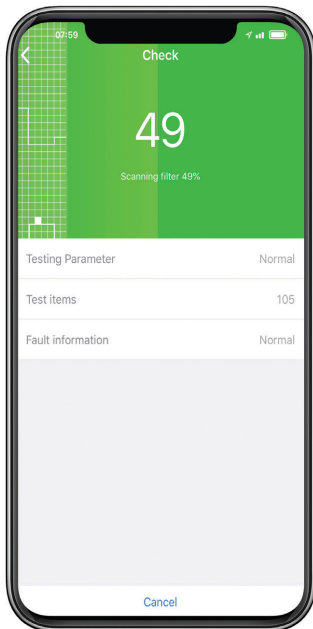 07:59
Check
49
Scanning filter 49%
Testing Parameter Normal
Test items 105
Fault information Normal
Cancel